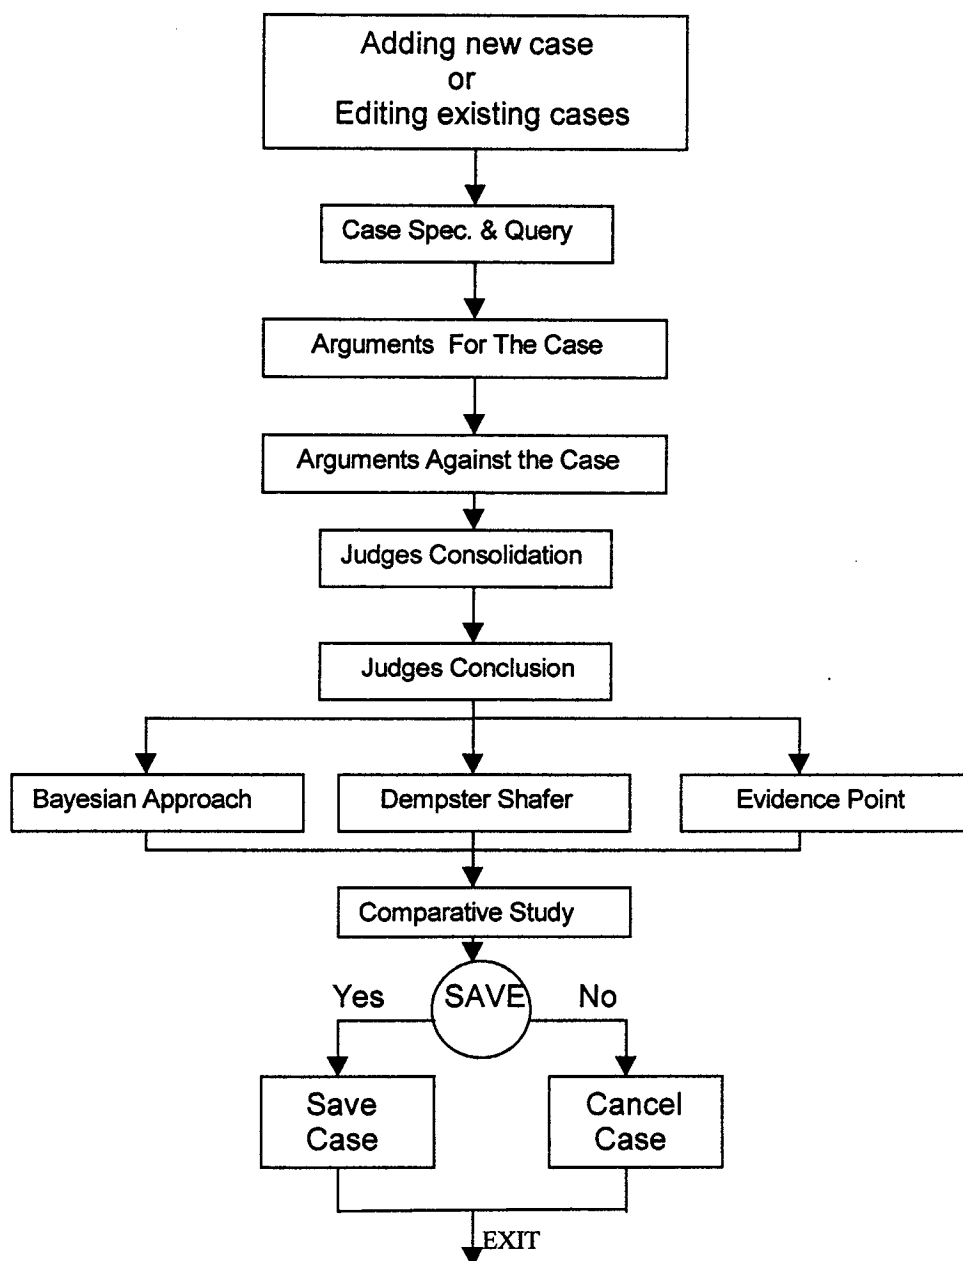 Adding new case
or
Editing existing cases
Case Spec. & Query
Arguments For The Case
Arguments Against the Case
Judges Consolidation
Judges Conclusion
Bayesian Approach
Dempster Shafer
Evidence Point
Comparative Study
SAVE
Yes
No
Save
Case
Cancel
Case
EXIT